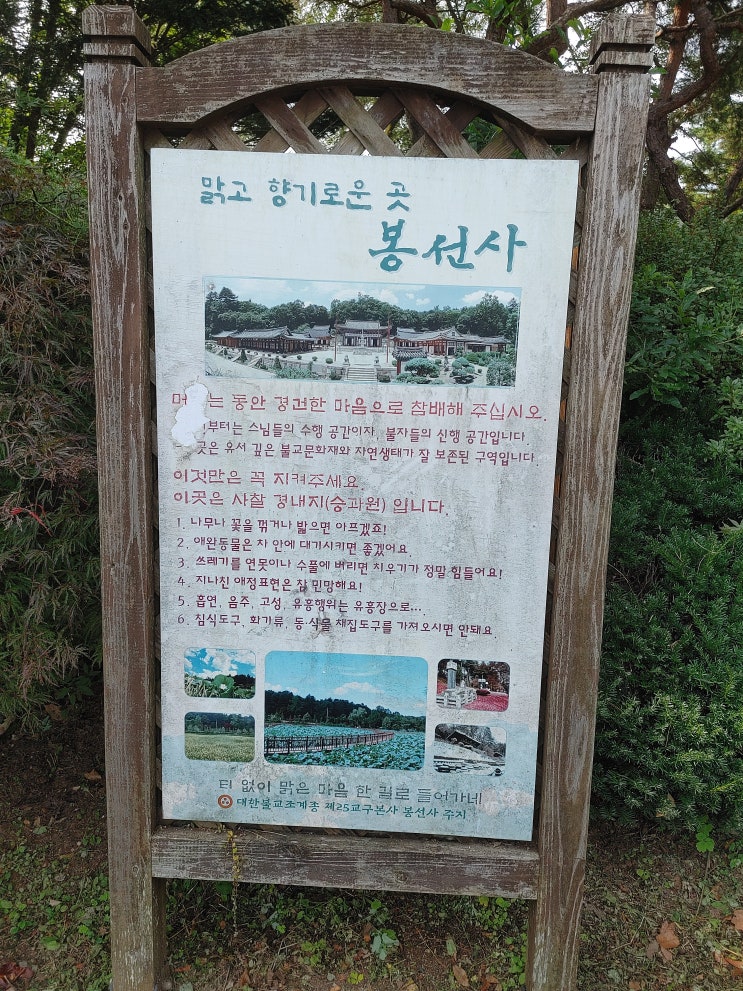 맑고 향기로운 곳
봉선사
는 동안 경건한 마음으로 참배해 주십시오.
부터는 스님들의 수행 공간이자, 불자들의 신행 공간입니다.
곳은 유서 깊은 불교문화재와 자연생태가 잘 보존된 구역입니다.
이것만은 꼭 지켜주세요
이곳은 사찰 경내지(승과원) 입니다.
1. 나무나 꽃을 꺾거나 밟으면 아프겠죠!
2. 애완동물은 차 안에 대기시키면 좋겠어요.
3. 쓰레기를 연못이나 수풀에 버리면 치우기가 정말 힘들어요!
4. 지나친 애정표현은 참 민망해요!
5. 흡연, 음주, 고성, 유흥행위는 유흥장으로...
6. 침식도구, 화기류, 동·식물 채집도구를 가져오시면 안돼요.
티 없이 맑은 마음 한 길로 들어가네
대한불교조계종 제25교구본사 봉선사 주지